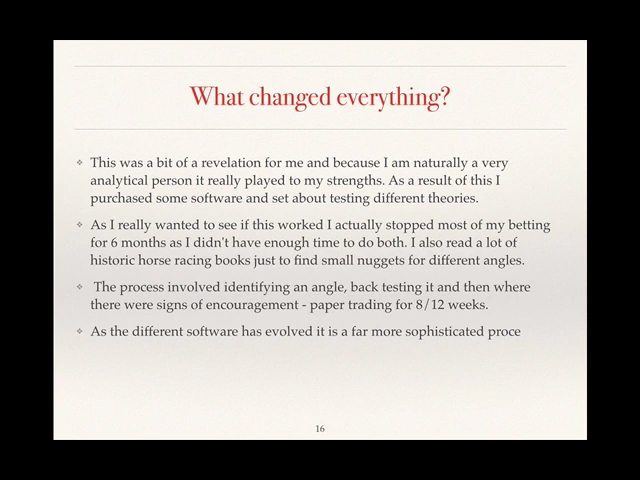 What changed everything?
This was a bit of a revelation for me and because I am naturally a very
analytical person it really played to my strengths. As a result of this I
purchased some software and set about testing different theories.
As I really wanted to see if this worked I actually stopped most of my betting
for 6 months as I didn't have enough time to do both. I also read a lot of
historic horse racing books just to find small nuggets for different angles.
The process involved identifying an angle, back testing it and then where
there were signs of encouragement - paper trading for 8/12 weeks.
As the different software has evolved it is a far more sophisticated proce
16